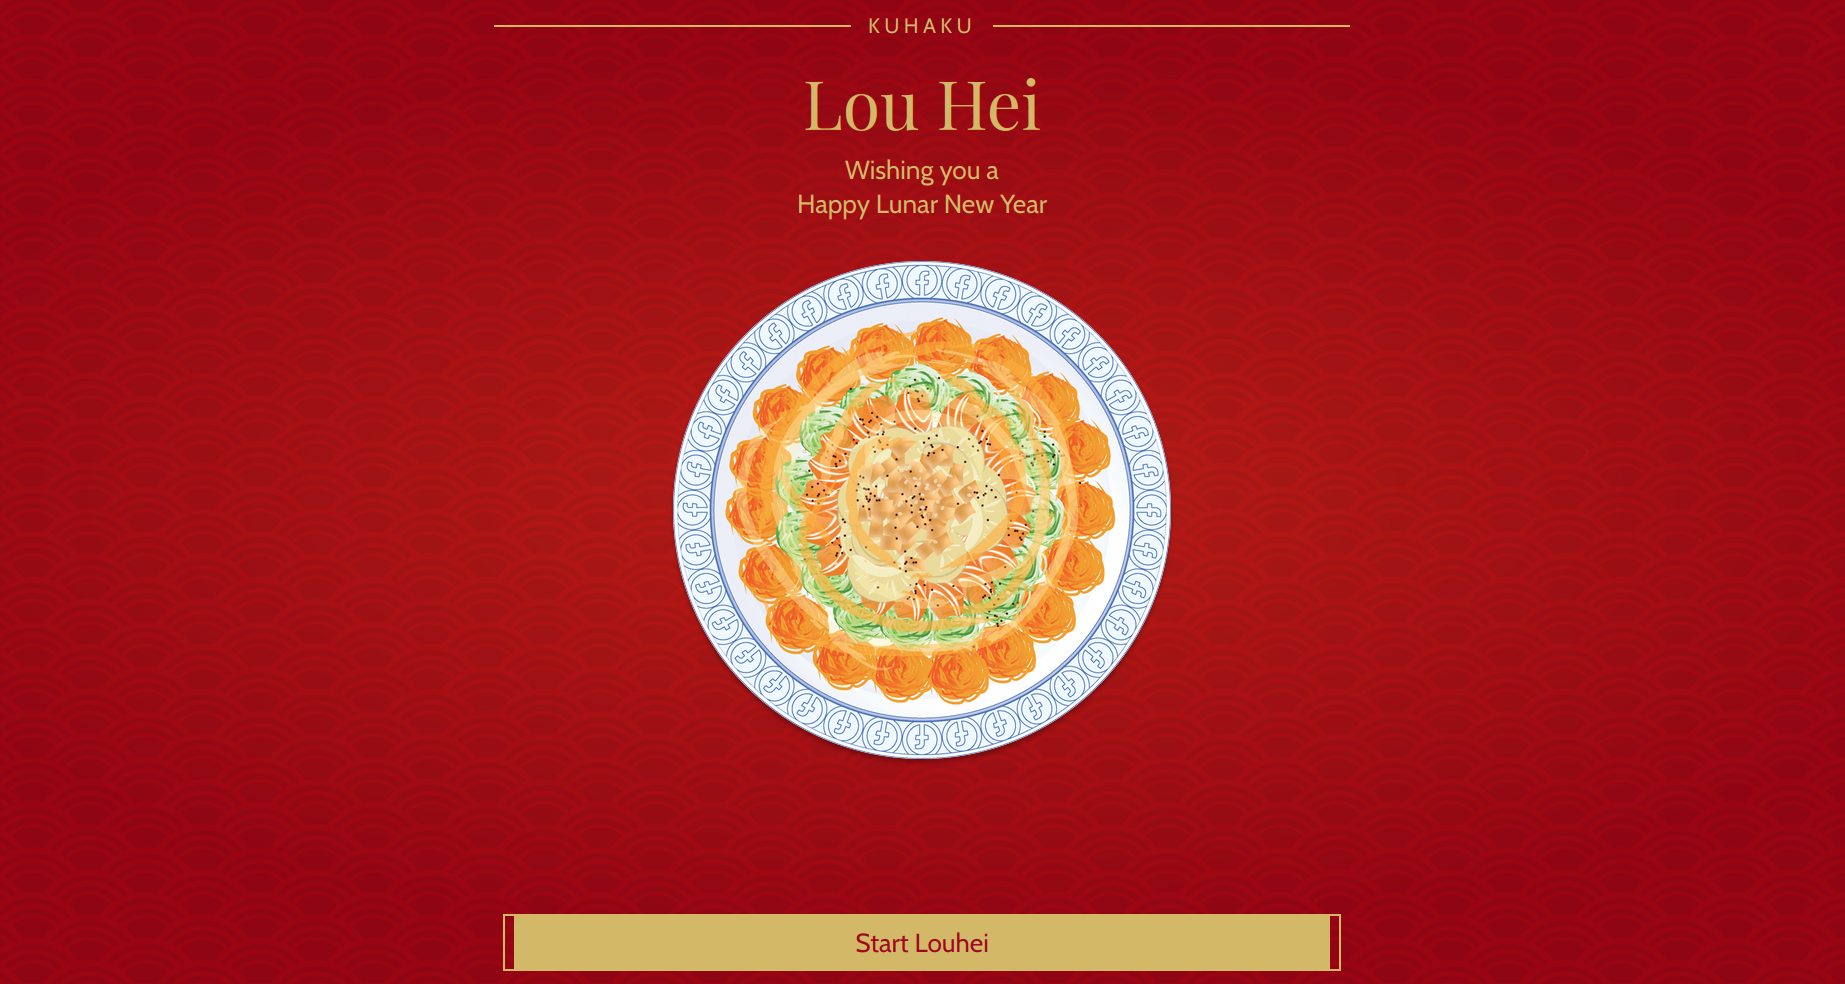 KUHAKU
Lou Hei
Wishing you a
Happy Lunar New Year
Start Louhei